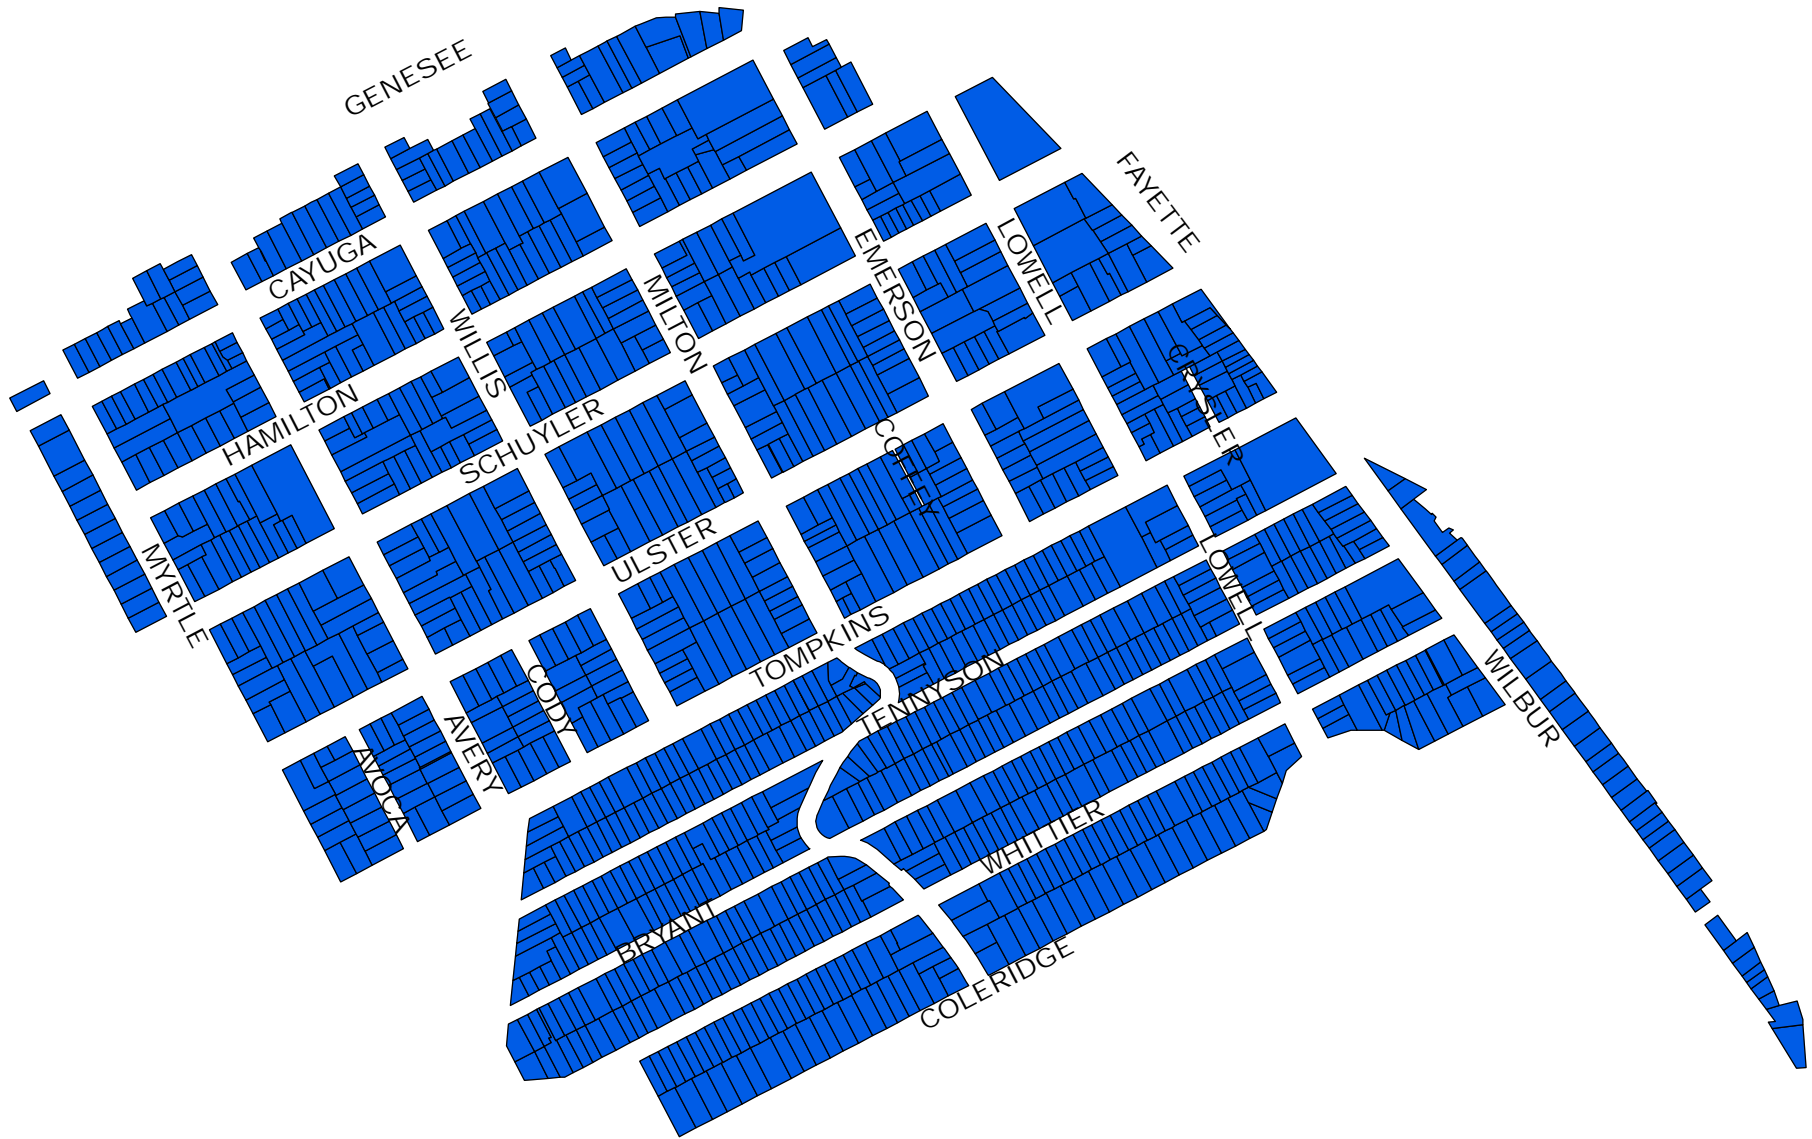 GENESEE
FAYETTE
CAYUGA
LOWELL
EMERSON
MILTON
WILLIS
HAMILTON
CRYSLER
SCHUYLER
COFFEY
ULSTER
MYRTLE
LOWELL
TOMPKINS
TENNYSON
CODY
WILBUR
AVERY
AVOCA
WHITTIER
BRYANT
COLERIDGE